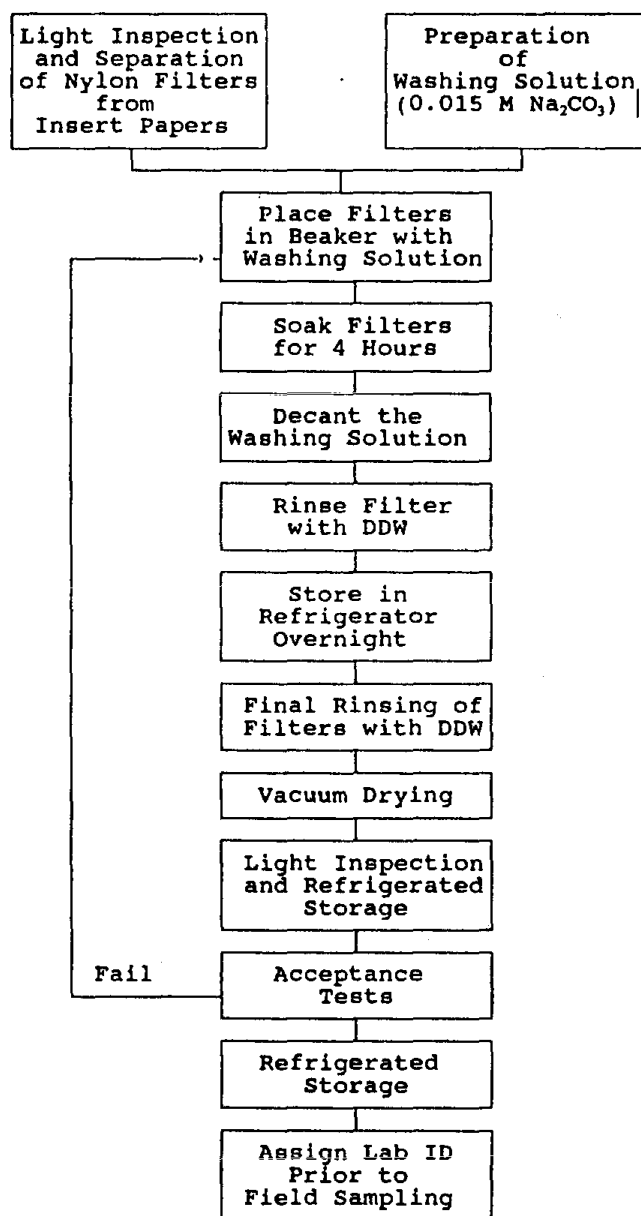 Light Inspection
and Separation
of Nylon Filters
from
Insert Papers
Preparation
of
Washing Solution
(0.015 M Na₂CO₃)
Place Filters
in Beaker with
Washing Solution
Soak Filters
for 4 Hours
Decant the
Washing Solution
Rinse Filter
with DDW
Store in
Refrigerator
Overnight
Final Rinsing of
Filters with DDW
Vacuum Drying
Light Inspection
and Refrigerated
Storage
Fail
Acceptance
Tests
Refrigerated
Storage
Assign Lab ID
Prior to
Field Sampling